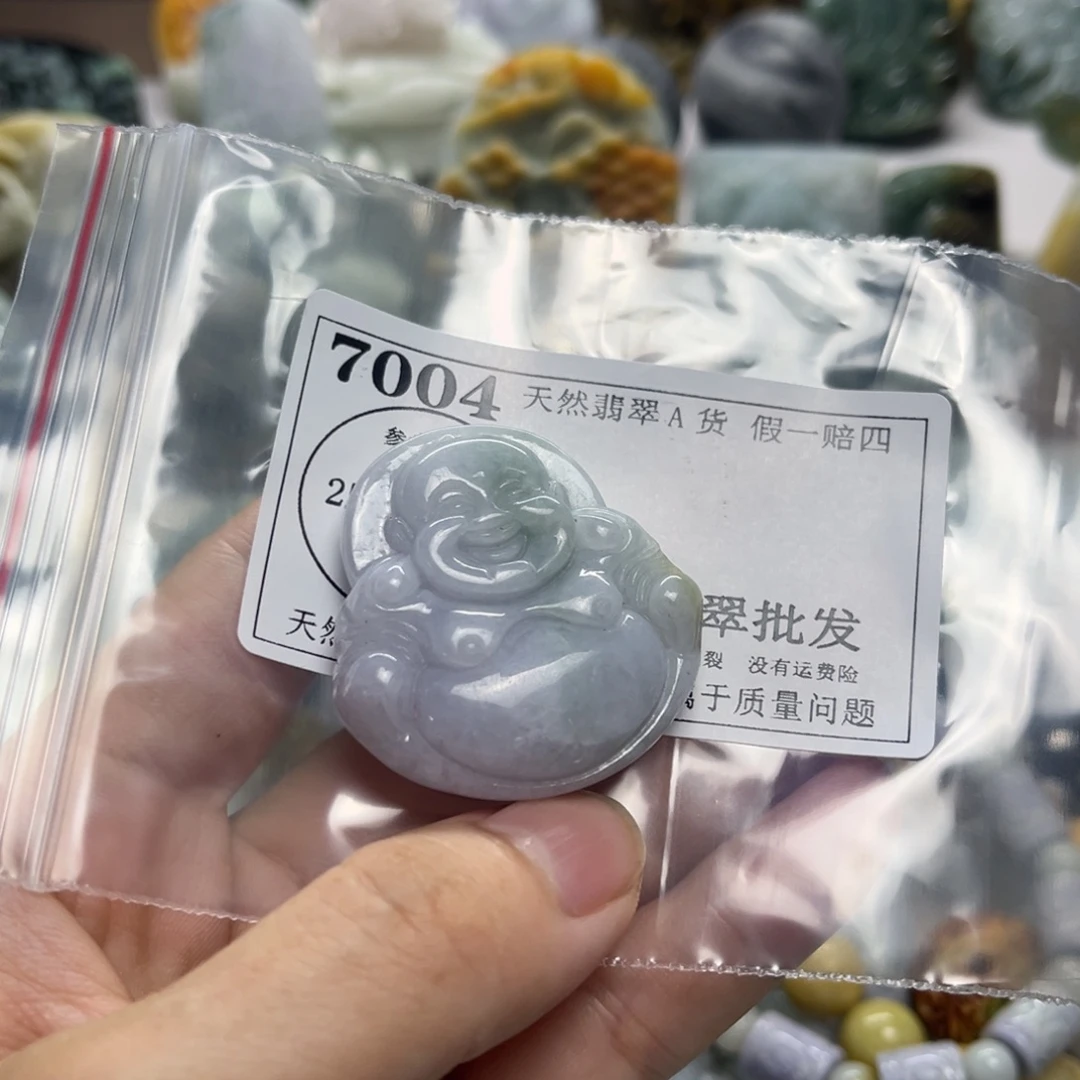 7004 天然翡翠A货 假一赔四
参
2
天然
翠批发
裂 没有运费险
于质量问题